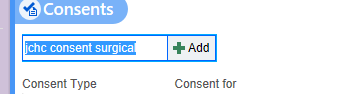 Consents
jchc consent surgical Add
Consent Type Consent for